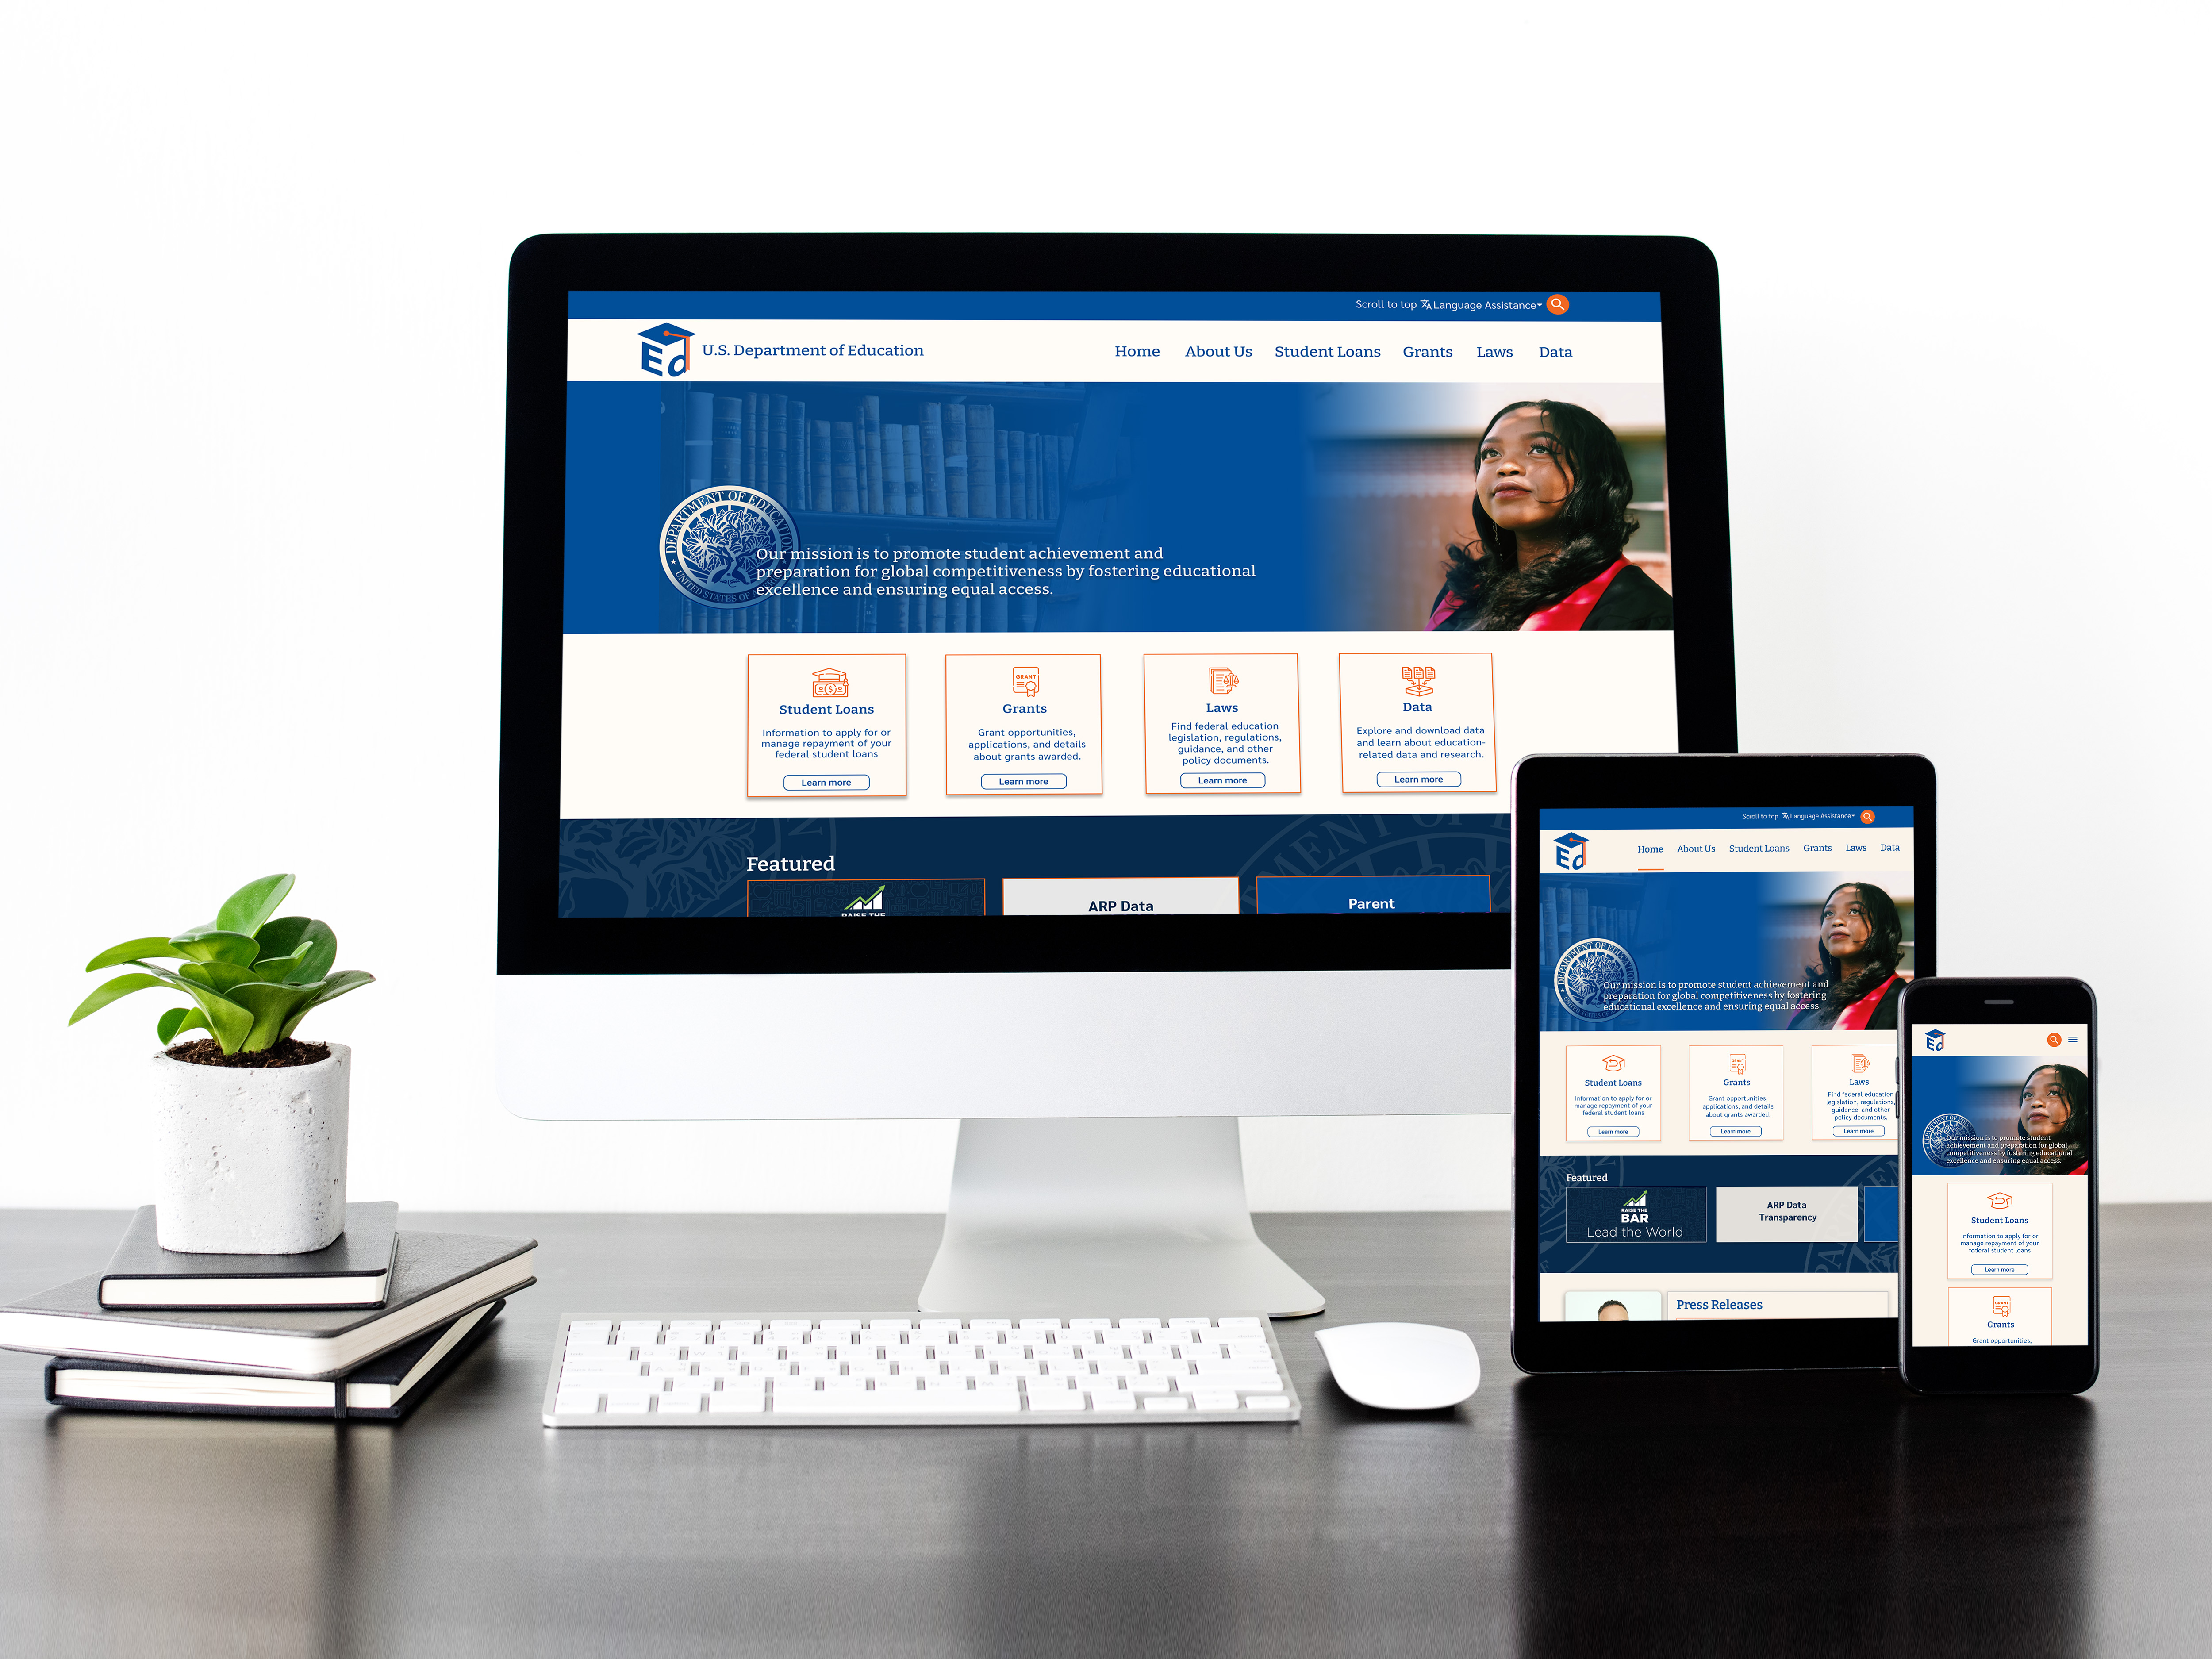 Scroll to top Language Assistance
Ed
U.S. Department of Education
Home About Us Student Loans Grants Laws Data
DEPARTMENT OF EDUCATION
UNITED STATES OF
Our mission is to promote student achievement and
preparation for global competitiveness by fostering educational
excellence and ensuring equal access.
Student Loans
Information to apply for or
manage repayment of your
federal student loans
Learn more
GRANT
Grants
Grant opportunities,
applications, and details
about grants awarded.
Learn more
Laws
Find federal education
legislation, regulations,
guidance, and other
policy documents.
Learn more
Data
Explore and download data
and learn about education-
related data and research.
Learn more
Featured
RAISE THE
ARP Data
Parent
Scroll to top Language Assistance
Ed
Home About Us Student Loans Grants Laws Data
Our mission is to promote student achievement and
preparation for global competitiveness by fostering
educational excellence and ensuring equal access.
Student Loans
Information to apply for or
manage repayment of your
federal student loans
Learn more
GRANT
Grants
Grant opportunities,
applications, and details
about grants awarded.
Learn more
Laws
Find federal education
legislation, regulations,
guidance, and other
policy documents.
Learn more
Featured
RAISE THE
BAR
Lead the World
ARP Data
Transparency
Press Releases
Ed
Our mission is to promote student
achievement and preperation for global
competitiveness by fostering educational
excellence and ensuring equal access.
Student Loans
Information to apply for or
manage repayment of your
federal student loans
Learn more
GRANT
Grants
Grant opportunities,